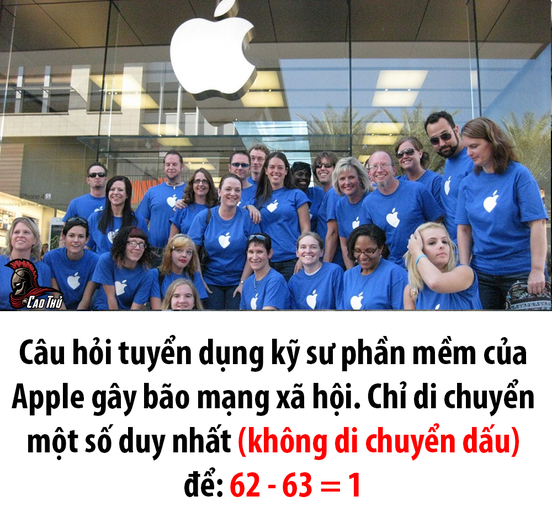 CAO THỦ
Câu hỏi tuyển dụng kỹ sư phần mềm của
Apple gây bão mạng xã hội. Chỉ di chuyển
một số duy nhất (không di chuyển dấu)
để: 62 - 63 = 1